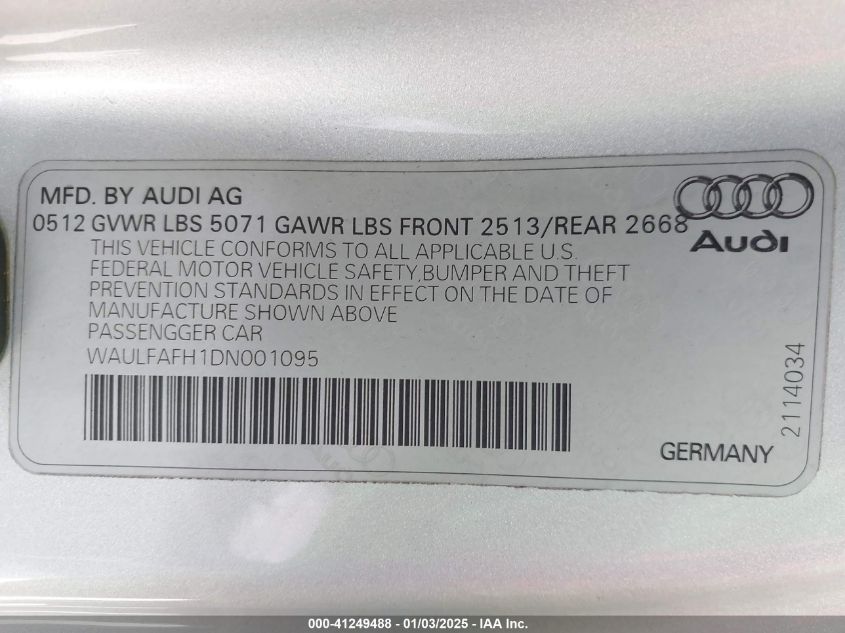 MFD. BY AUDI AG
0512 GVWR LBS 5071 GAWR LBS FRONT 2513/REAR 2668
Audi
THIS VEHICLE CONFORMS TO ALL APPLICABLE U.S.
FEDERAL MOTOR VEHICLE SAFETY,BUMPER AND THEFT
PREVENTION STANDARDS IN EFFECT ON THE DATE OF
MANUFACTURE SHOWN ABOVE
PASSENGGER CAR
WAULFAFH1DN001095
2114034
GERMANY
000-41249488 - 01/03/2025 - IAA Inc.